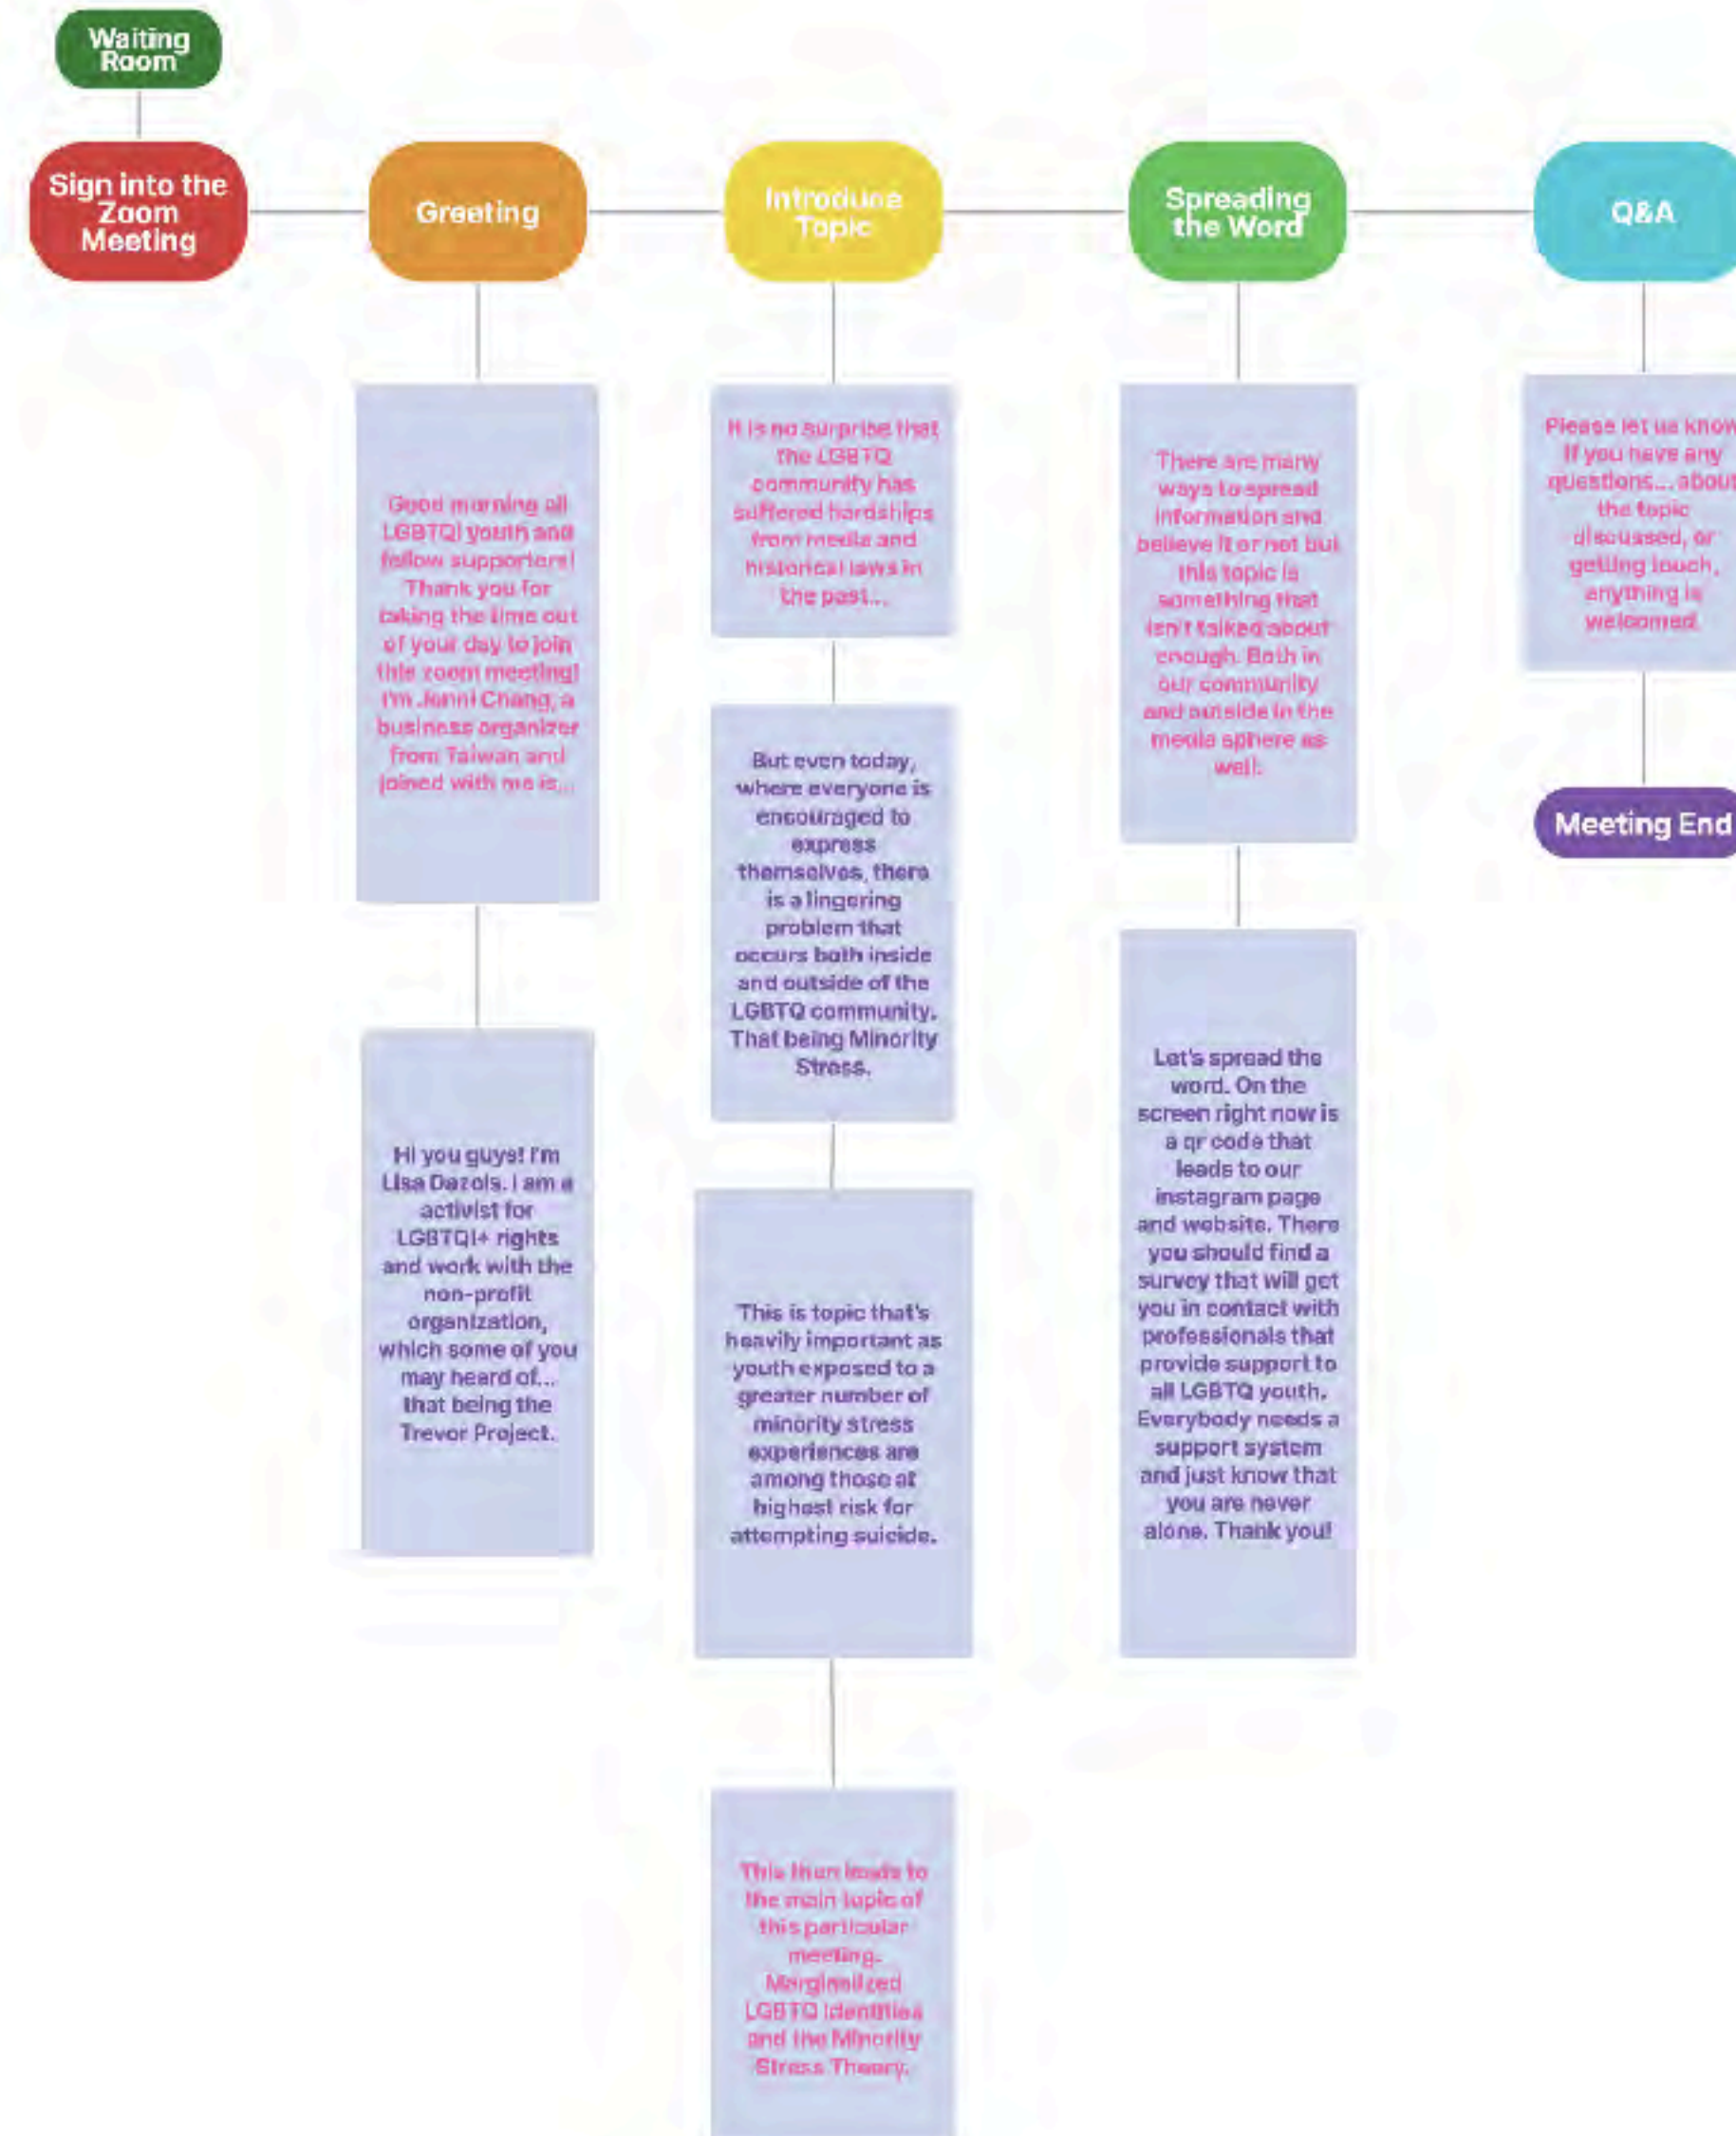 Waiting
Room
Sign into the
Zoom
Meeting
Greeting
Introduce
Topic
Spreading
the Word
Q&A
Good morning all
LGBTQI youth and
fellow supporters!
Thank you for
taking the time out
of your day to join
this zoom meeting!
I'm Jenni Chang, a
business organizer
from Taiwan and
joined with me is...
Hi you guys! I'm
Lisa Dazols. I am a
activist for
LGBTQI+ rights
and work with the
non-profit
organization,
which some of you
may heard of...
that being the
Trevor Project.
It is no surprise that
the LGBTQ
community has
suffered hardships
from media and
historical laws in
the past...
But even today,
where everyone is
encouraged to
express
themselves, there
is a lingering
problem that
occurs both inside
and outside of the
LGBTQ community.
That being Minority
Stress.
This is topic that's
heavily important as
youth exposed to a
greater number of
minority stress
experiences are
among those at
highest risk for
attempting suicide.
This then leads to
the main topic of
this particular
meeting.
Marginalized
LGBTQ identities
and the Minority
Stress Theory.
There are many
ways to spread
information and
believe it or not but
this topic is
something that
isn't talked about
enough. Both in
our community
and outside in the
media sphere as
well.
Let's spread the
word. On the
screen right now is
a qr code that
leads to our
instagram page
and website. There
you should find a
survey that will get
you in contact with
professionals that
provide support to
all LGBTQ youth.
Everybody needs a
support system
and just know that
you are never
alone. Thank you!
Please let us know
if you have any
questions... about
the topic
discussed, or
getting touch,
anything is
welcomed
Meeting End